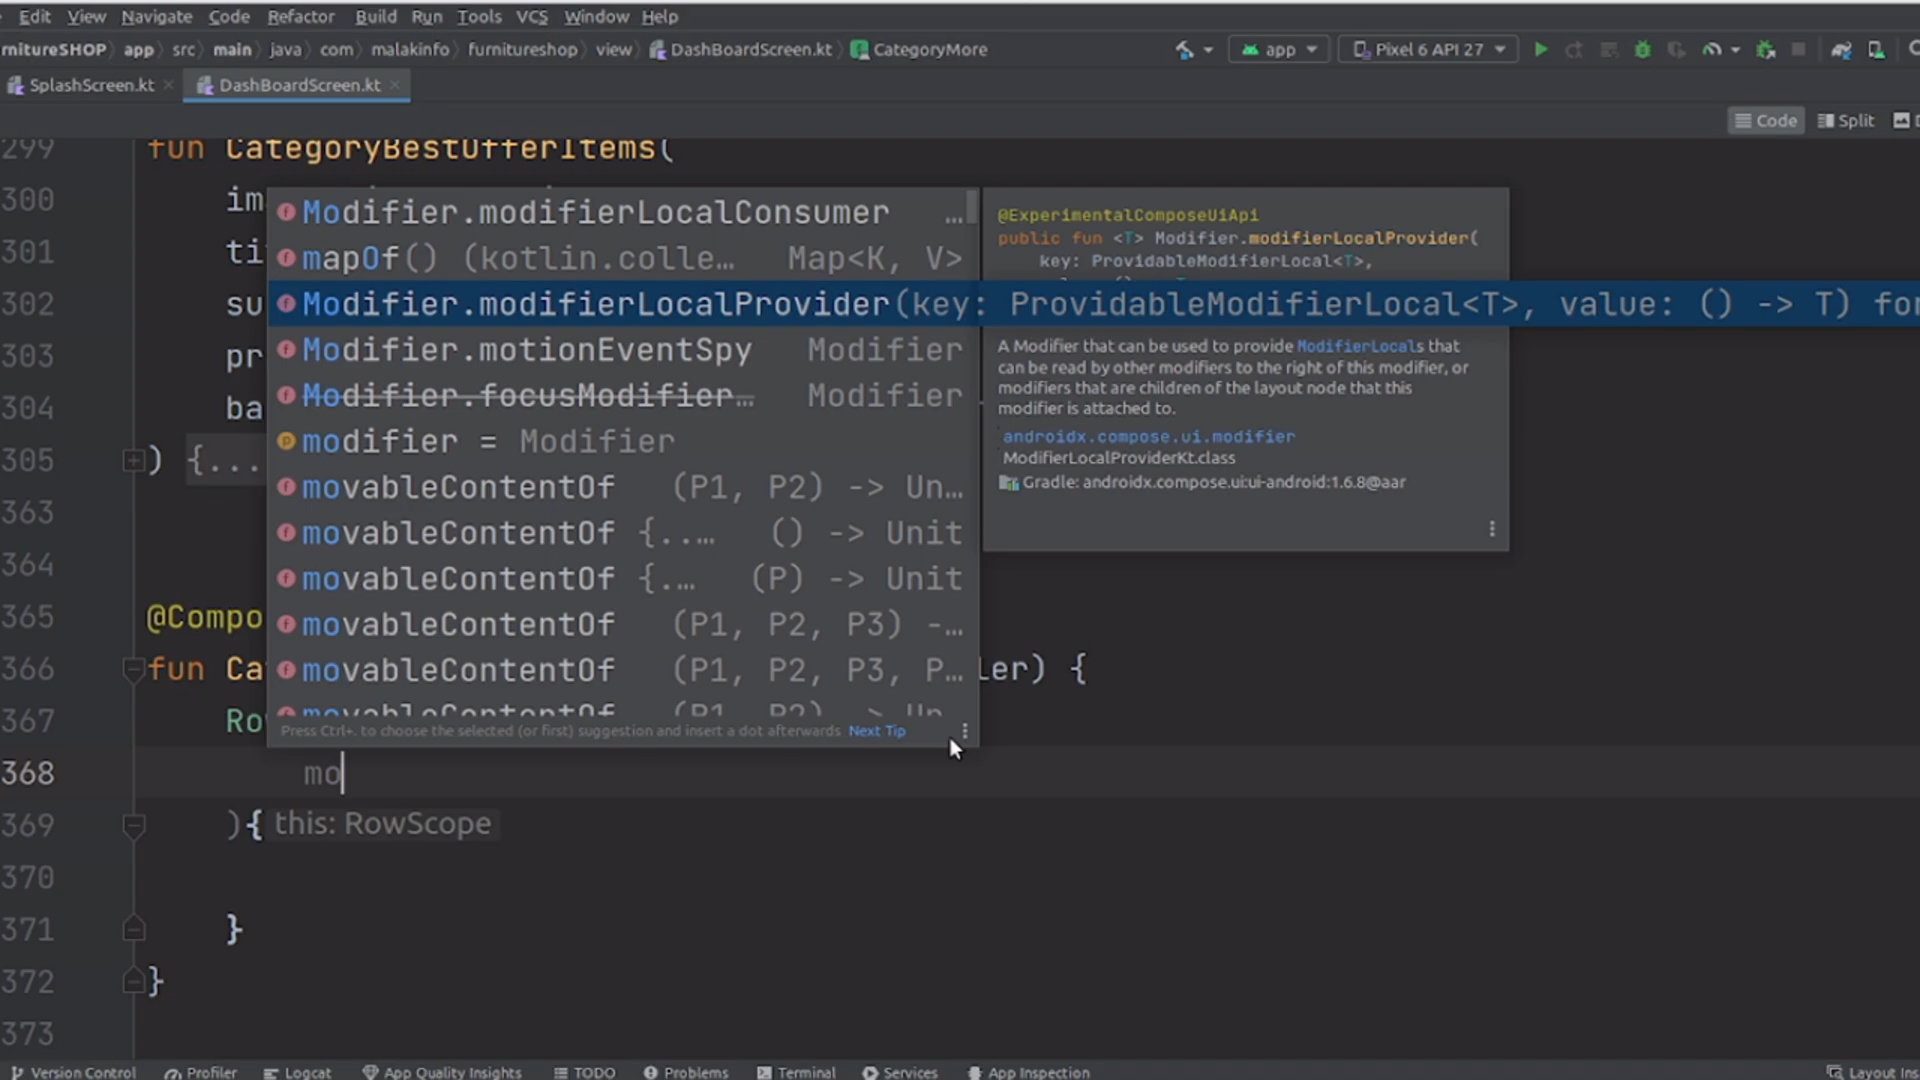 Edit View Navigate Code Refactor Build Run Tools VCS Window Help
rnitureSHOP app src main java com malakinfo furnitureshop view DashBoardScreen.kt CategoryMore app Pixel 6 API 27
SplashScreen.kt DashBoardScreen.kt
Code Split
299 fun CategoryBestOfferItems(
300 im
301 ti
302 su
303 pr
304 ba
305 ) {...
363
364
365 @Compo
366 fun Ca ler) {
367 Ro
368 mo
369 ){ this: RowScope
370
371 }
372 }
373
Modifier.modifierLocalConsumer …
mapOf() (kotlin.colle… Map<K, V>
Modifier.modifierLocalProvider(key: ProvidableModifierLocal<T>, value: () -> T) for
Modifier.motionEventSpy Modifier
Modifier.focusModifier… Modifier
modifier = Modifier
movableContentOf (P1, P2) -> Un…
movableContentOf {..… () -> Unit
movableContentOf {.… (P) -> Unit
movableContentOf (P1, P2, P3) -…
movableContentOf (P1, P2, P3, P…
movableContentOf (P1, P2) -> Un
Press Ctrl+. to choose the selected (or first) suggestion and insert a dot afterwards Next Tip
@ExperimentalComposeUiApi
public fun <T> Modifier.modifierLocalProvider(
key: ProvidableModifierLocal<T>,
A Modifier that can be used to provide ModifierLocals that
can be read by other modifiers to the right of this modifier, or
modifiers that are children of the layout node that this
modifier is attached to.
androidx.compose.ui.modifier
ModifierLocalProviderKt.class
Gradle: androidx.compose.ui:ui-android:1.6.8@aar
Version Control Profiler Logcat App Quality Insights TODO Problems Terminal Services App Inspection Layout Ins